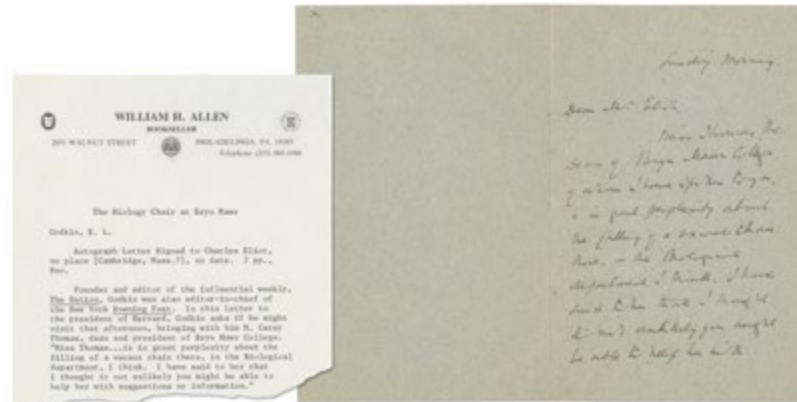 WILLIAM H. ALLEN
BOOKSELLER
2031 WALNUT STREET PHILADELPHIA, PA. 19103
Telephone (215)
The Biology Chair at Bryn Mawr
Godkin, E. L.
Autograph Letter Signed to Charles Eliot,
no place [Cambridge, Mass.?], no date. 2 pp.,
8vo.
Founder and editor of the influential weekly,
The Nation, Godkin was also editor-in-chief of
the New York Evening Post. In this letter to
the president of Harvard, Godkin asks if he might
visit that afternoon, bringing with him M. Carey
Thomas, dean and president of Bryn Mawr College.
"Miss Thomas...is in great perplexity about the
filling of a vacant chair there, in the Biological
department, I think. I have said to her that
I thought it not unlikely you might be able to
help her with suggestions or information."
Sunday Morning
Dear Mr. Eliot,
Miss Thomas, the
Dean of Bryn Mawr College
of whom I have spoken to you,
is in great perplexity about
the filling of a vacant chair
there, in the Biological
department I think. I have
said to her that I thought
it not unlikely you might
be able to help her with